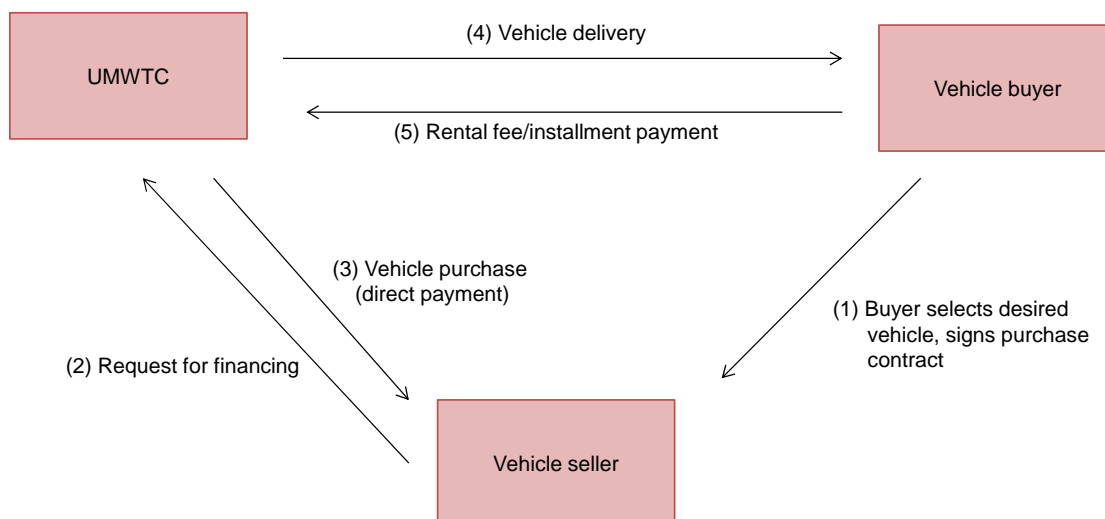 (4) Vehicle delivery
UMWTC
Vehicle buyer
(5) Rental fee/installment payment
(3) Vehicle purchase
(direct payment)
(1) Buyer selects desired
vehicle, signs purchase
contract
(2) Request for financing
Vehicle seller